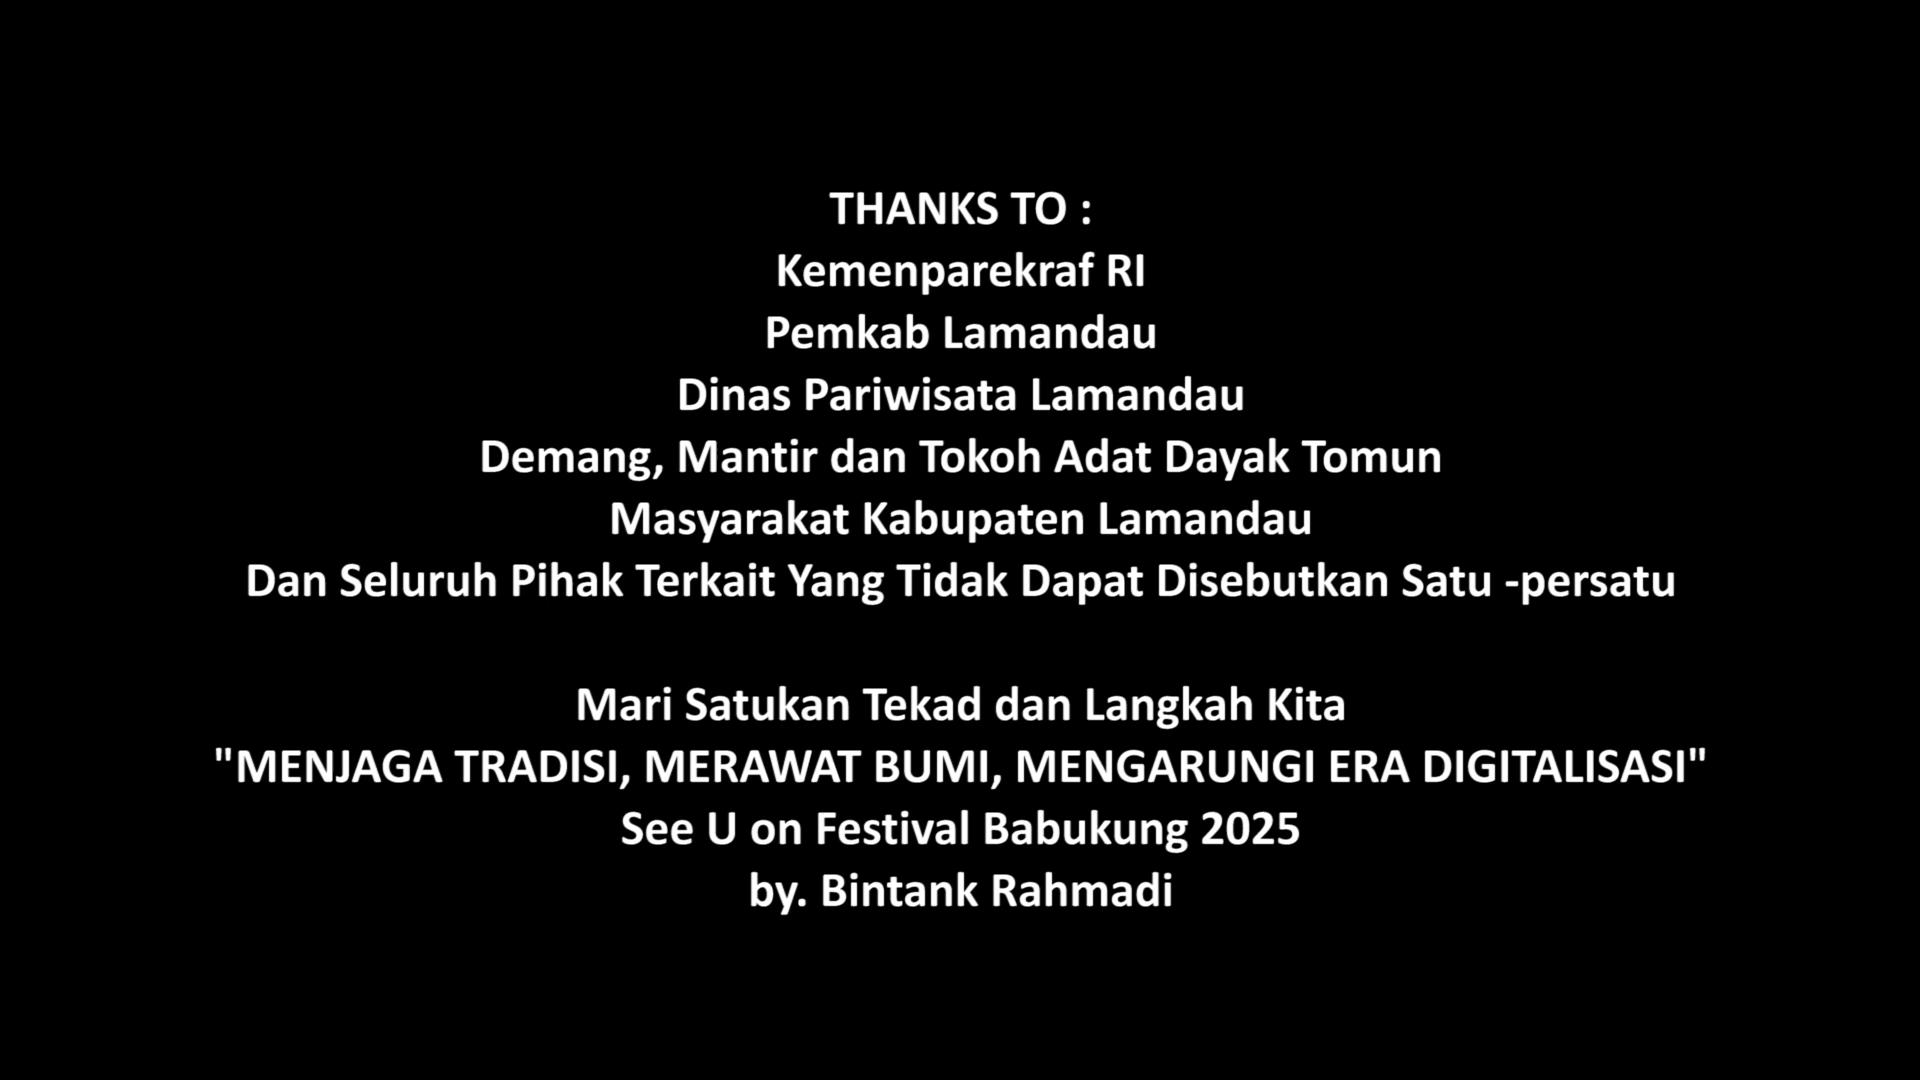 THANKS TO :
Kemenparekraf RI
Pemkab Lamandau
Dinas Pariwisata Lamandau
Demang, Mantir dan Tokoh Adat Dayak Tomun
Masyarakat Kabupaten Lamandau
Dan Seluruh Pihak Terkait Yang Tidak Dapat Disebutkan Satu -persatu
Mari Satukan Tekad dan Langkah Kita
"MENJAGA TRADISI, MERAWAT BUMI, MENGARUNGI ERA DIGITALISASI"
See U on Festival Babukung 2025
by. Bintank Rahmadi